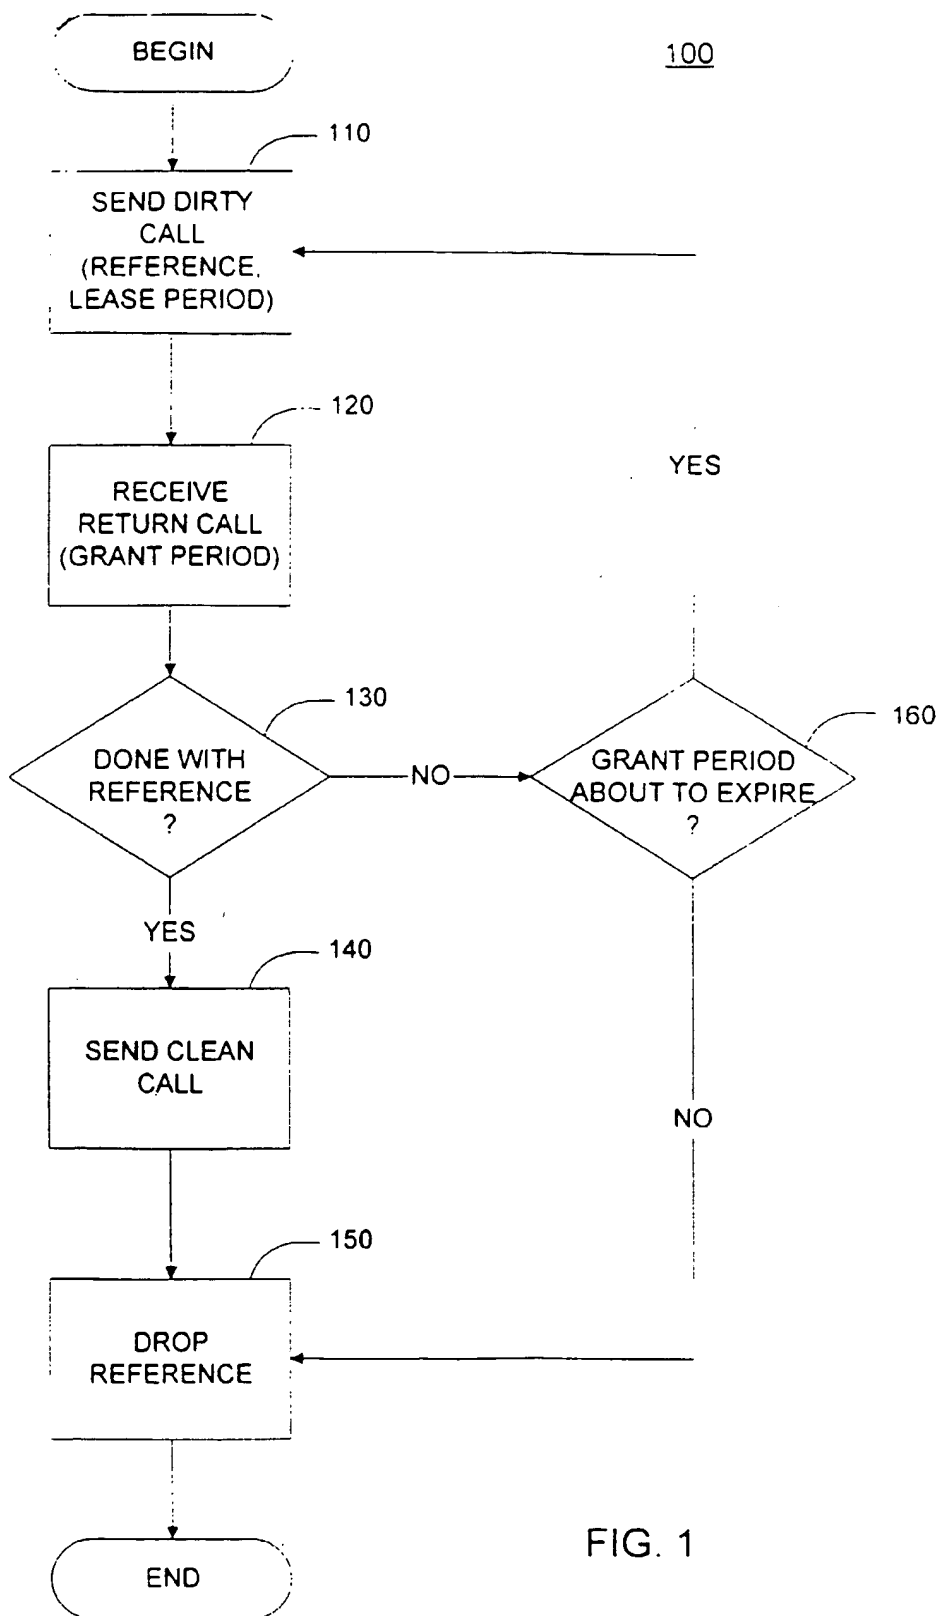 BEGIN
100
110
SEND DIRTY
CALL
(REFERENCE,
LEASE PERIOD)
120
RECEIVE
RETURN CALL
(GRANT PERIOD)
YES
130
DONE WITH
REFERENCE
?
NO
160
GRANT PERIOD
ABOUT TO EXPIRE
?
YES
140
SEND CLEAN
CALL
NO
150
DROP
REFERENCE
END
FIG. 1